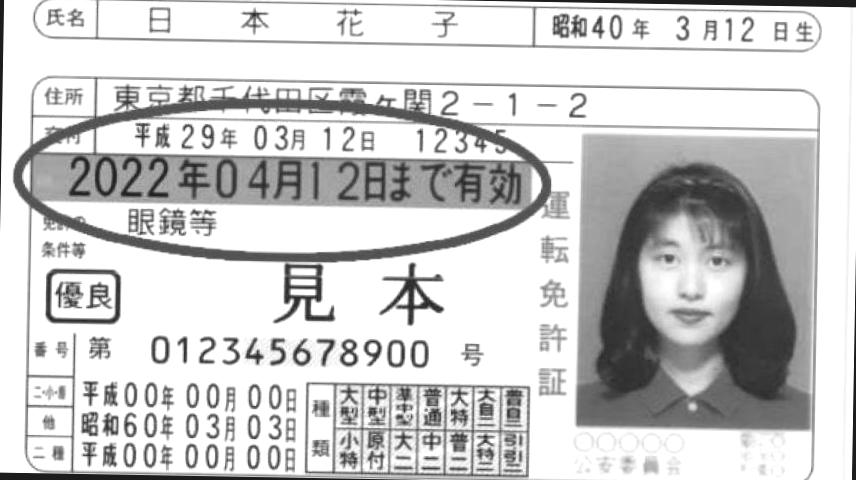 氏名 日本花子 昭和40年 3月12日生
住所 東京都千代田区霞ヶ関2-1-2
交付 平成29年03月12日 12345
2022年04月12日まで有効
免許の
条件等
眼鏡等
優良
見本
番号 第 012345678900 号
二・小・原 平成00年00月00日
他 昭和60年03月03日
二種 平成00年00月00日
種類
大型 中型 準中型 普通 大特 大自二 普自二
小特 原付 大二 中二 普二 大特二 引引二
運転免許証
公安委員会